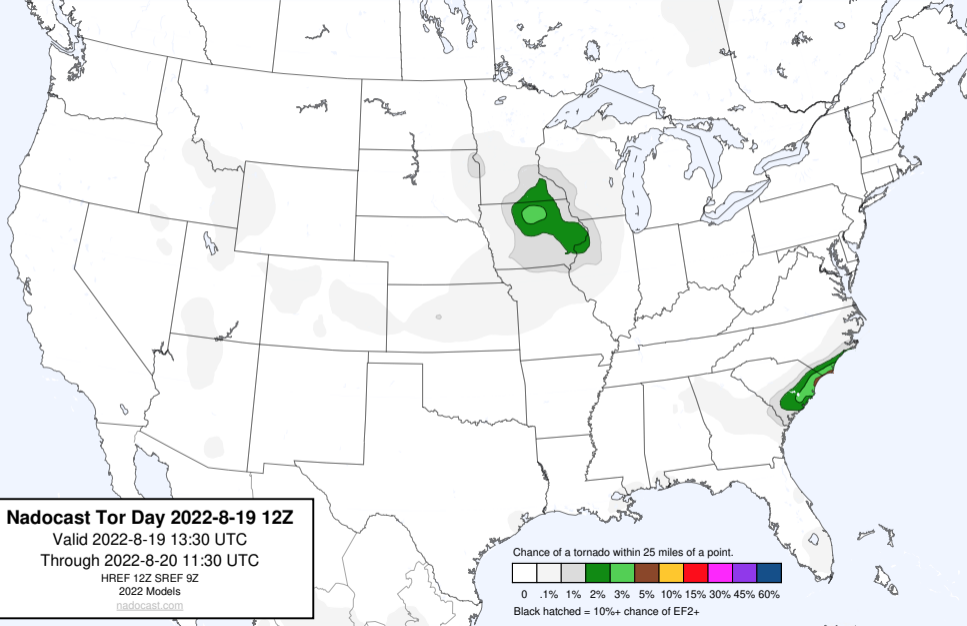 Nadocast Tor Day 2022-8-19 12Z
Valid 2022-8-19 13:30 UTC
Through 2022-8-20 11:30 UTC
HREF 12Z SREF 9Z
2022 Models
nadocast.com
Chance of a tornado within 25 miles of a point.
0 .1% 1% 2% 3% 5% 10% 15% 30% 45% 60%
Black hatched = 10%+ chance of EF2+